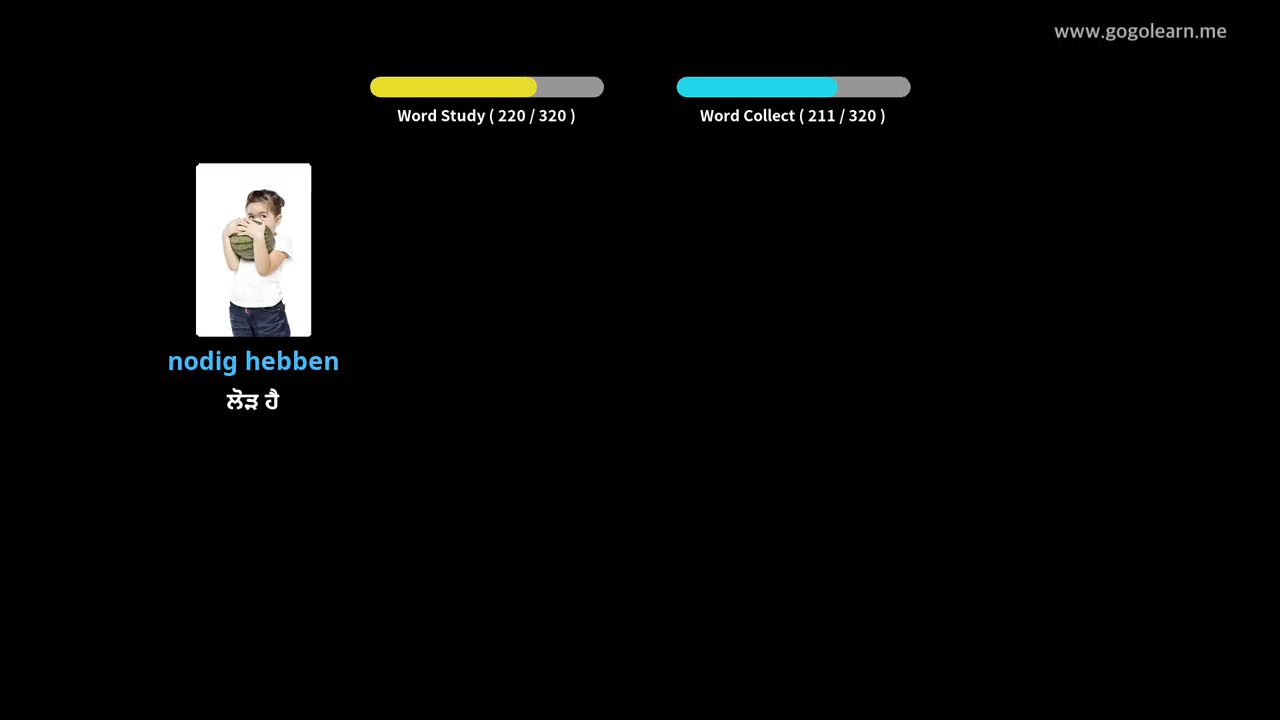 www.gogolearn.me
Word Study ( 220 / 320 )
Word Collect ( 211 / 320 )
nodig hebben
ਲੋੜ ਹੈ